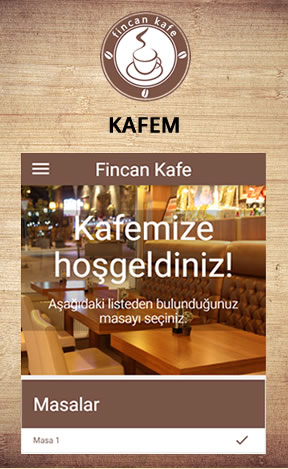 fincan kafe
KAFEM
Fincan Kafe
Kafemize
hoşgeldiniz!
Aşağıdaki listeden bulunduğunuz
masayı seçiniz.
Masalar
Masa 1